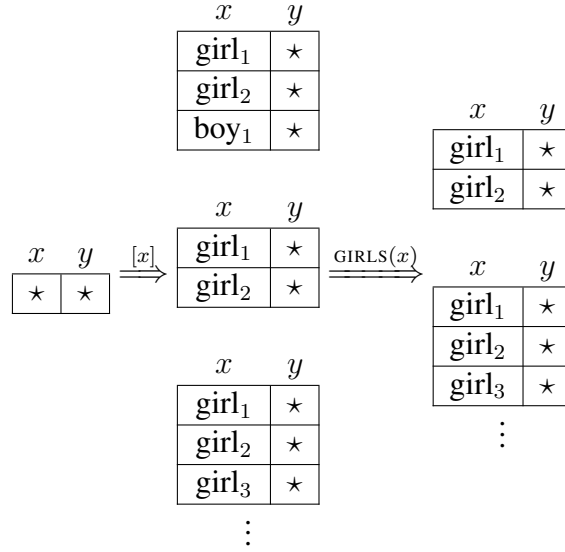 x y
⋆ ⋆
[x]
⟹
x y
girl₁ ⋆
girl₂ ⋆
boy₁ ⋆
x y
girl₁ ⋆
girl₂ ⋆
x y
girl₁ ⋆
girl₂ ⋆
girl₃ ⋆
⋮
GIRLS(x)
⟹
x y
girl₁ ⋆
girl₂ ⋆
x y
girl₁ ⋆
girl₂ ⋆
girl₃ ⋆
⋮